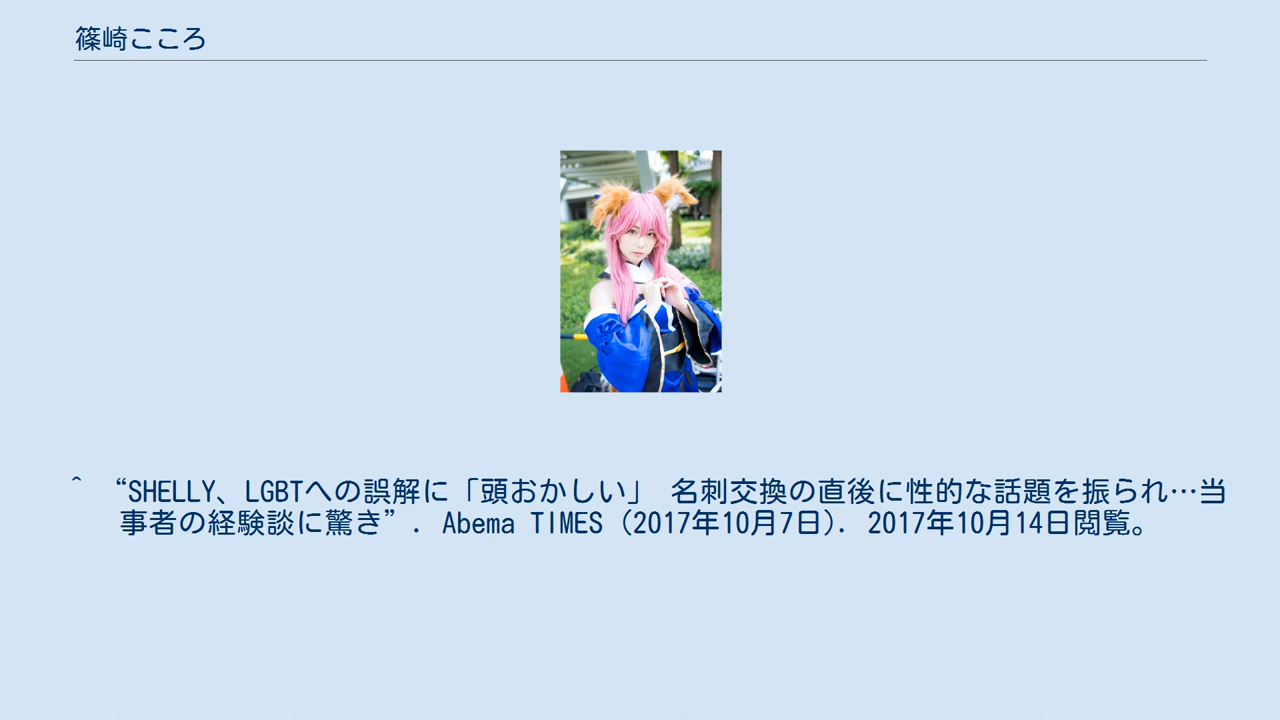 篠崎こころ
^ “SHELLY、LGBTへの誤解に「頭おかしい」 名刺交換の直後に性的な話題を振られ…当
事者の経験談に驚き”. Abema TIMES (2017年10月7日). 2017年10月14日閲覧。